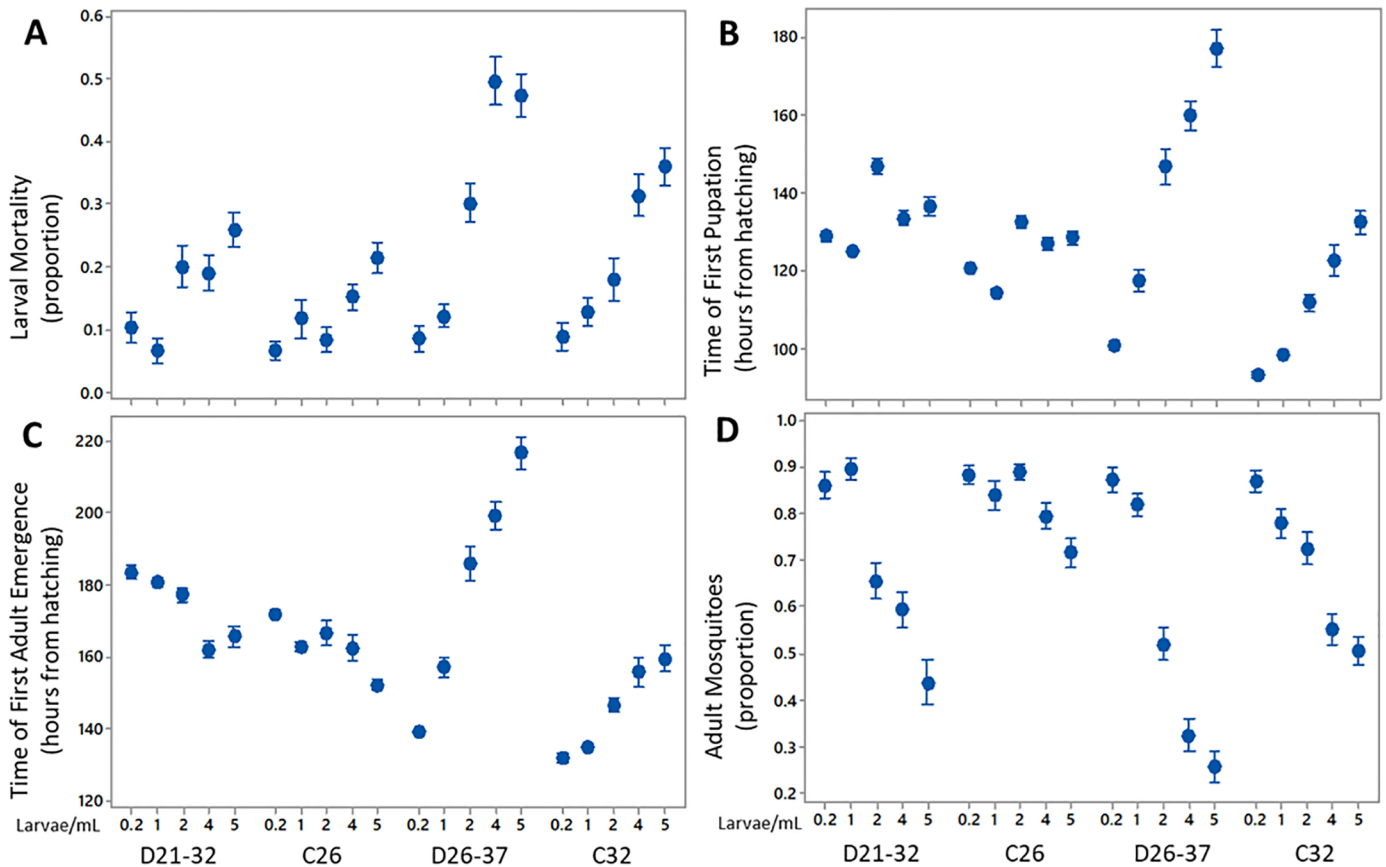 A
Larval Mortality
(proportion)
0.6
0.5
0.4
0.3
0.2
0.1
0.0
B
Time of First Pupation
(hours from hatching)
180
160
140
120
100
C
Time of First Adult Emergence
(hours from hatching)
220
200
180
160
140
120
Larvae/mL 0.2 1 2 4 5 0.2 1 2 4 5 0.2 1 2 4 5 0.2 1 2 4 5
D21-32 C26 D26-37 C32
D
Adult Mosquitoes
(proportion)
1.0
0.9
0.8
0.7
0.6
0.5
0.4
0.3
0.2
0.2 1 2 4 5 0.2 1 2 4 5 0.2 1 2 4 5 0.2 1 2 4 5
D21-32 C26 D26-37 C32